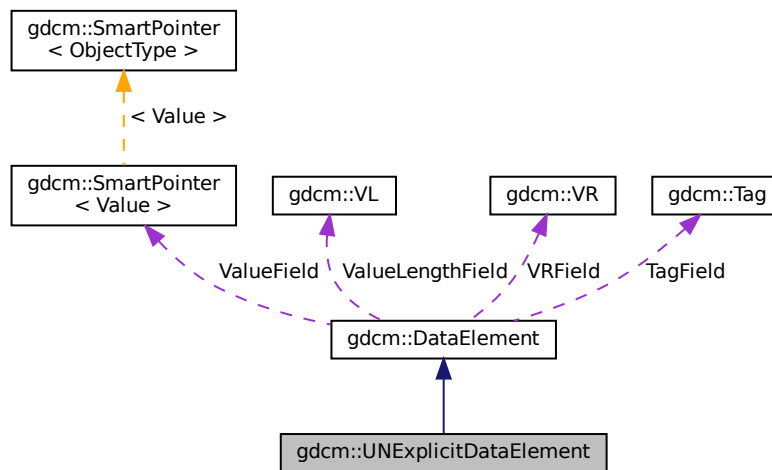 gdcm::SmartPointer
< ObjectType >
< Value >
gdcm::SmartPointer
< Value >
gdcm::VL
gdcm::VR
gdcm::Tag
ValueField
ValueLengthField
VRField
TagField
gdcm::DataElement
gdcm::UNExplicitDataElement